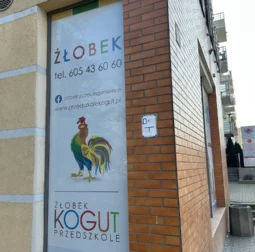 ŻŁOBEK
tel. 605 43 60 60
ŻŁOBEK
KOGUT
PRZEDSZKOLE